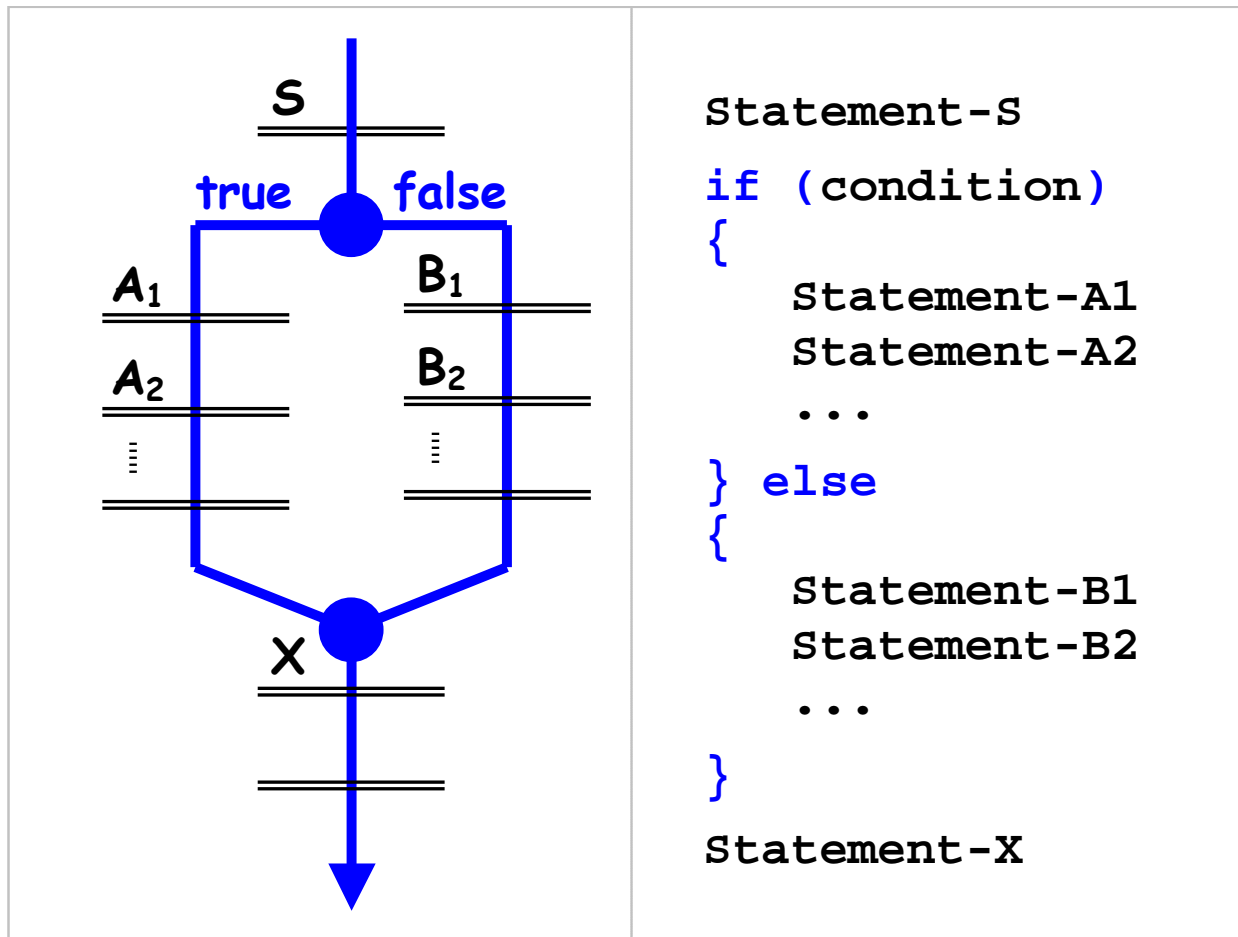 S
true false
A1
B1
A2
B2
X
Statement-S
if (condition)
{
Statement-A1
Statement-A2
...
} else
{
Statement-B1
Statement-B2
...
}
Statement-X